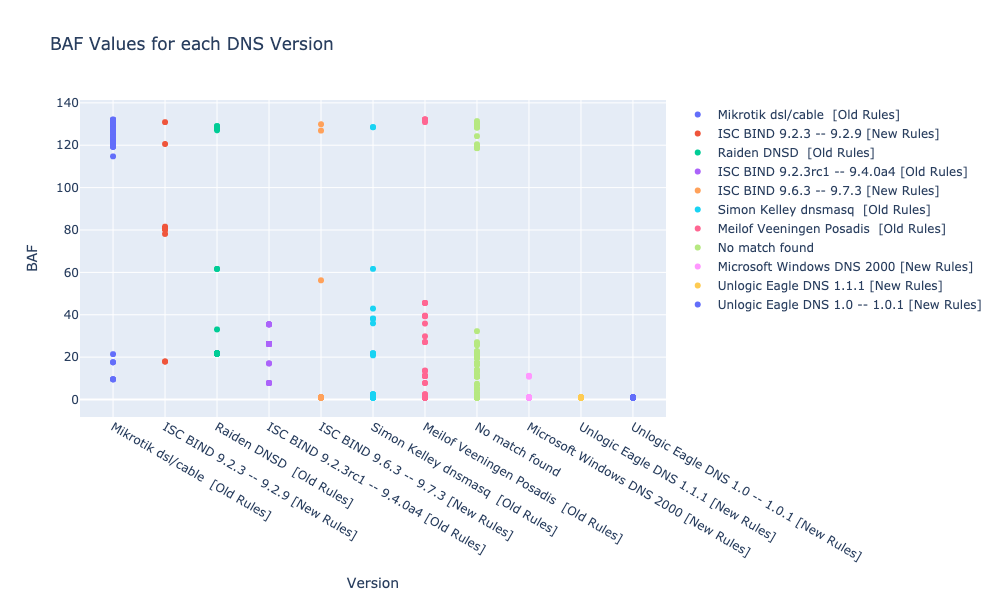 BAF Values for each DNS Version
140
120
100
80
60
40
20
0
BAF
Mikrotik dsl/cable  [Old Rules]
ISC BIND 9.2.3 -- 9.2.9 [New Rules]
Raiden DNSD  [Old Rules]
ISC BIND 9.2.3rc1 -- 9.4.0a4 [Old Rules]
ISC BIND 9.6.3 -- 9.7.3 [New Rules]
Simon Kelley dnsmasq  [Old Rules]
Meilof Veeningen Posadis  [Old Rules]
No match found
Microsoft Windows DNS 2000 [New Rules]
Unlogic Eagle DNS 1.1.1 [New Rules]
Unlogic Eagle DNS 1.0 -- 1.0.1 [New Rules]
Version
Mikrotik dsl/cable  [Old Rules]
ISC BIND 9.2.3 -- 9.2.9 [New Rules]
Raiden DNSD  [Old Rules]
ISC BIND 9.2.3rc1 -- 9.4.0a4 [Old Rules]
ISC BIND 9.6.3 -- 9.7.3 [New Rules]
Simon Kelley dnsmasq  [Old Rules]
Meilof Veeningen Posadis  [Old Rules]
No match found
Microsoft Windows DNS 2000 [New Rules]
Unlogic Eagle DNS 1.1.1 [New Rules]
Unlogic Eagle DNS 1.0 -- 1.0.1 [New Rules]